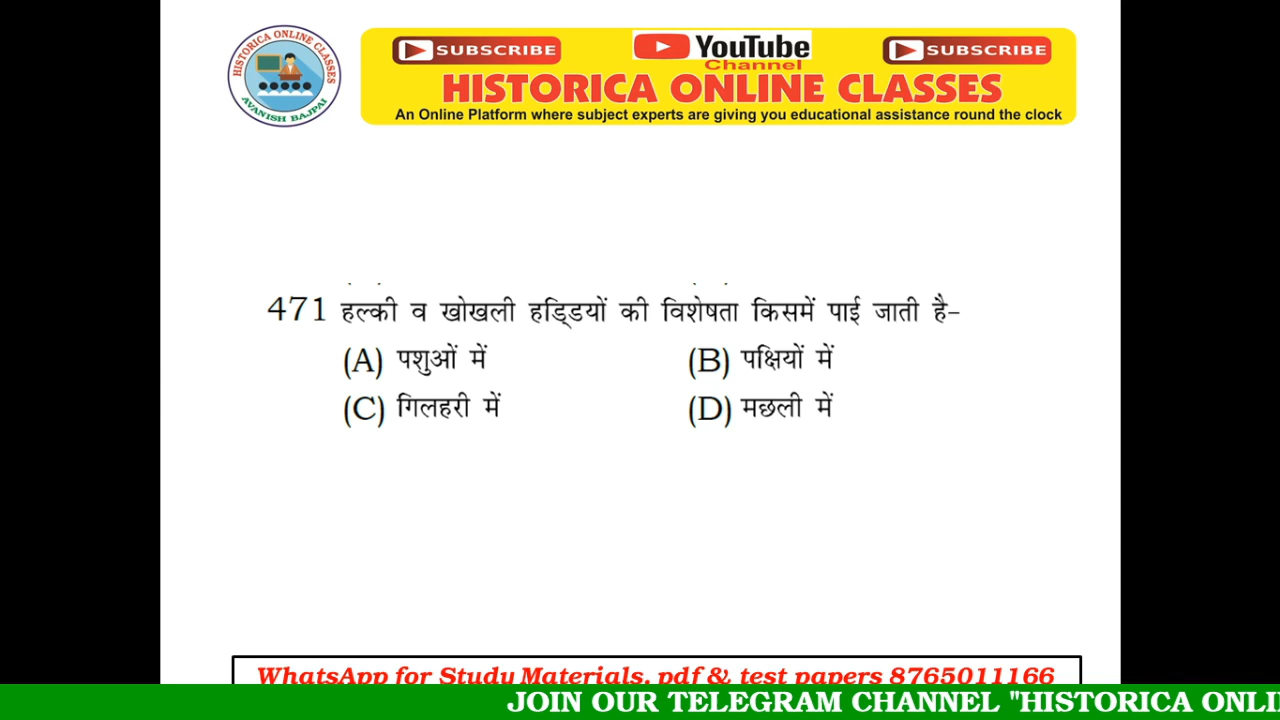 HISTORICA ONLINE CLASSES
AVANISH BAJPAI
SUBSCRIBE
YouTube
SUBSCRIBE
Channel
HISTORICA ONLINE CLASSES
An Online Platform where subject experts are giving you educational assistance round the clock
471 हल्की व खोखली हडि्डयों की विशेषता किसमें पाई जाती है–
(A) पशुओं में (B) पक्षियों में
(C) गिलहरी में (D) मछली में
WhatsApp for Study Materials, pdf & test papers 8765011166
JOIN OUR TELEGRAM CHANNEL "HISTORICA ONLI